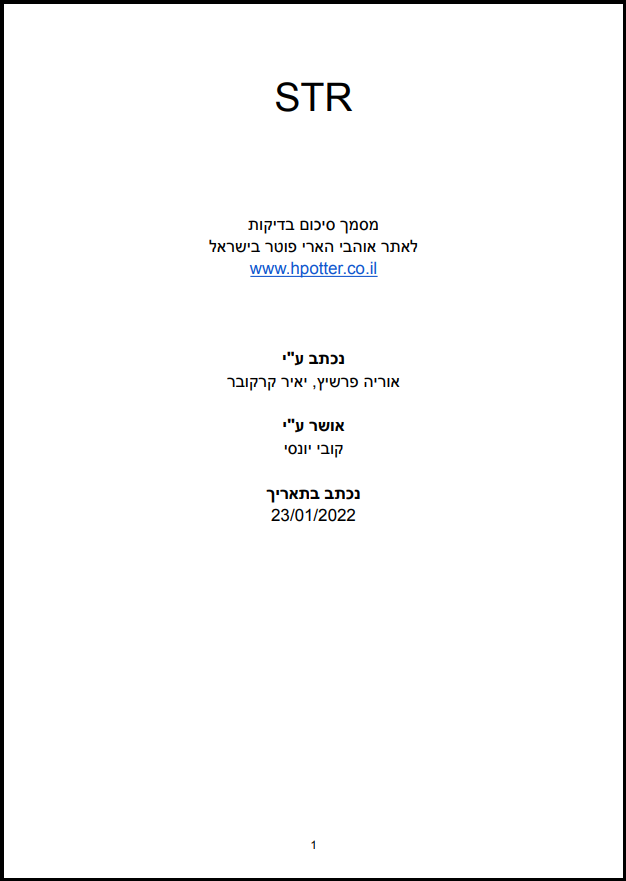 STR
מסמך סיכום בדיקות
לאתר אוהבי הארי פוטר בישראל
www.hpotter.co.il
נכתב ע"י
אוריה פרשיץ, יאיר קרקובר
אושר ע"י
קובי יונסי
נכתב בתאריך
23/01/2022
1